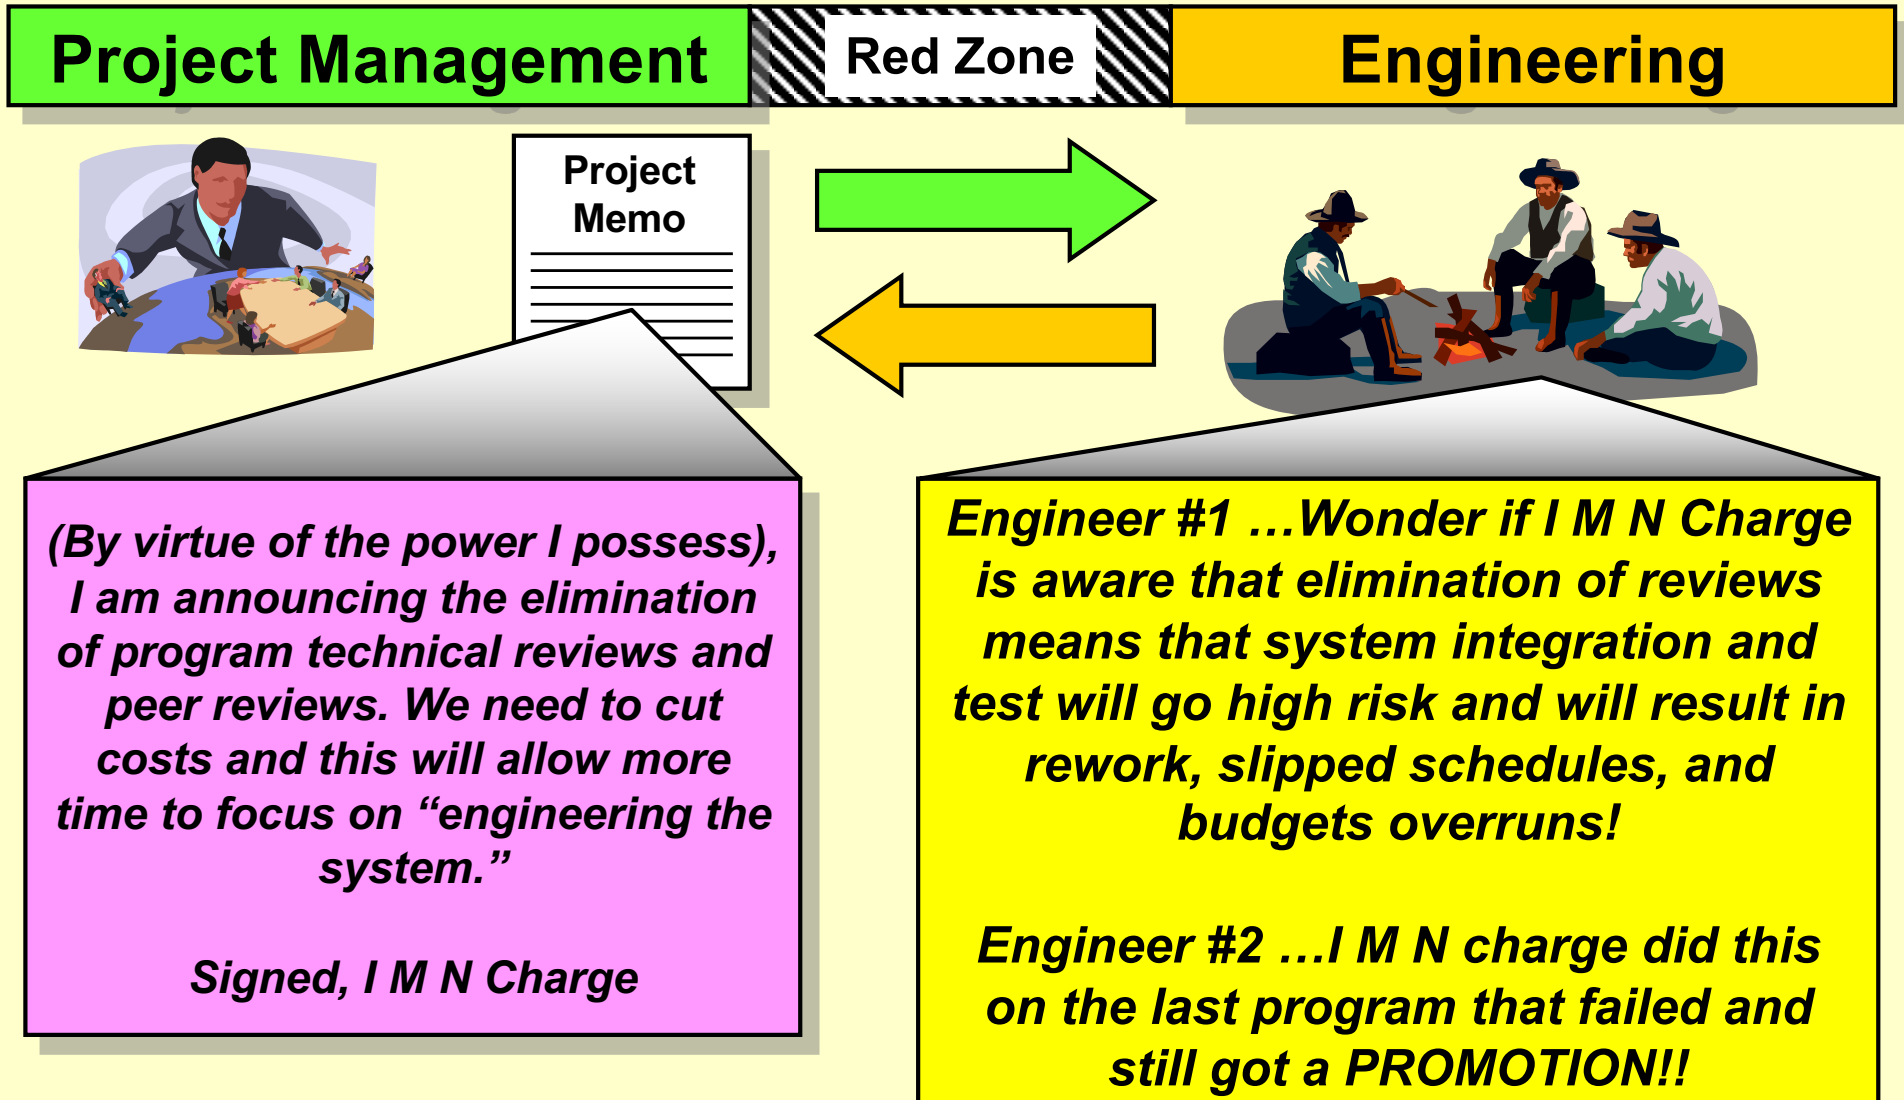 Project Management
Red Zone
Engineering
Project
Memo
(By virtue of the power I possess),
I am announcing the elimination
of program technical reviews and
peer reviews. We need to cut
costs and this will allow more
time to focus on “engineering the
system.”
Signed, I M N Charge
Engineer #1 …Wonder if I M N Charge
is aware that elimination of reviews
means that system integration and
test will go high risk and will result in
rework, slipped schedules, and
budgets overruns!
Engineer #2 …I M N charge did this
on the last program that failed and
still got a PROMOTION!!